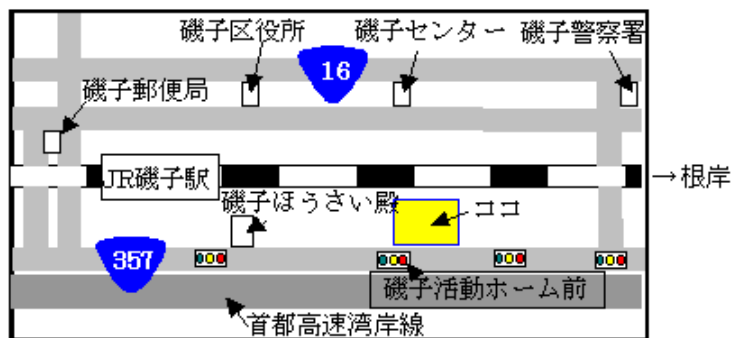 磯子区役所
磯子センター
磯子警察署
16
磯子郵便局
JR磯子駅
→根岸
磯子ほうさい殿
ココ
357
磯子活動ホーム前
首都高速湾岸線